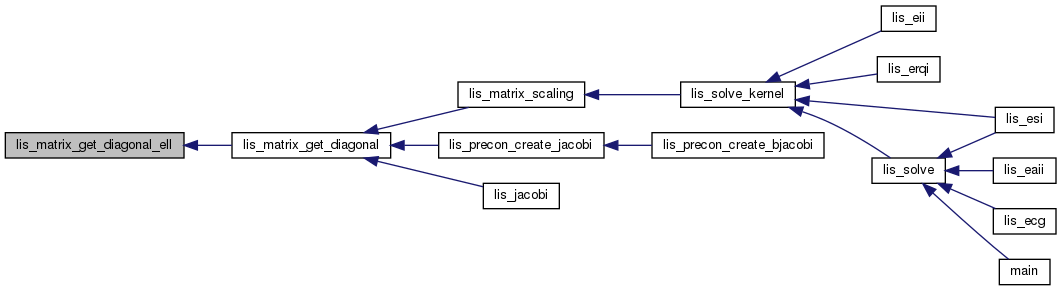 lis_eii
lis_erqi
lis_matrix_scaling
lis_solve_kernel
lis_esi
lis_matrix_get_diagonal_ell
lis_matrix_get_diagonal
lis_precon_create_jacobi
lis_precon_create_bjacobi
lis_solve
lis_eaii
lis_jacobi
lis_ecg
main